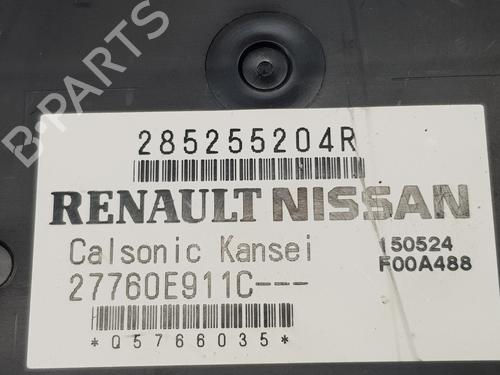 B-PARTS
285255204R
RENAULT NISSAN
Calsonic Kansei
27760E911C---
150524
F00A488
*Q5766035*